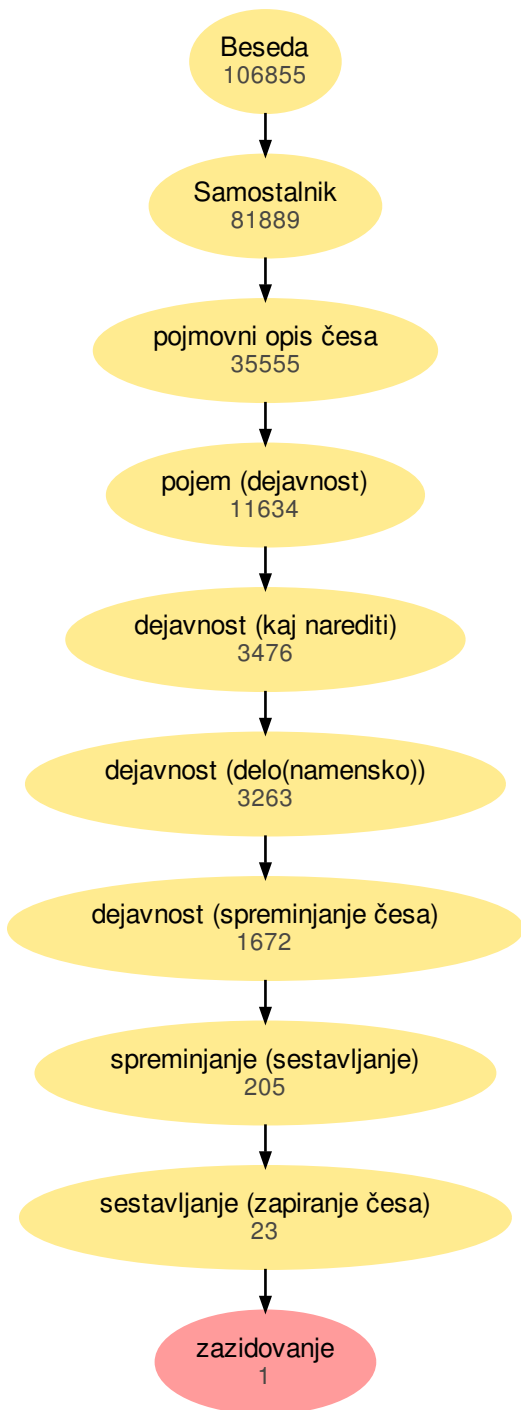 Beseda
106855
Samostalnik
81889
pojmovni opis česa
35555
pojem (dejavnost)
11634
dejavnost (kaj narediti)
3476
dejavnost (delo(namensko))
3263
dejavnost (spreminjanje česa)
1672
spreminjanje (sestavljanje)
205
sestavljanje (zapiranje česa)
23
zazidovanje
1